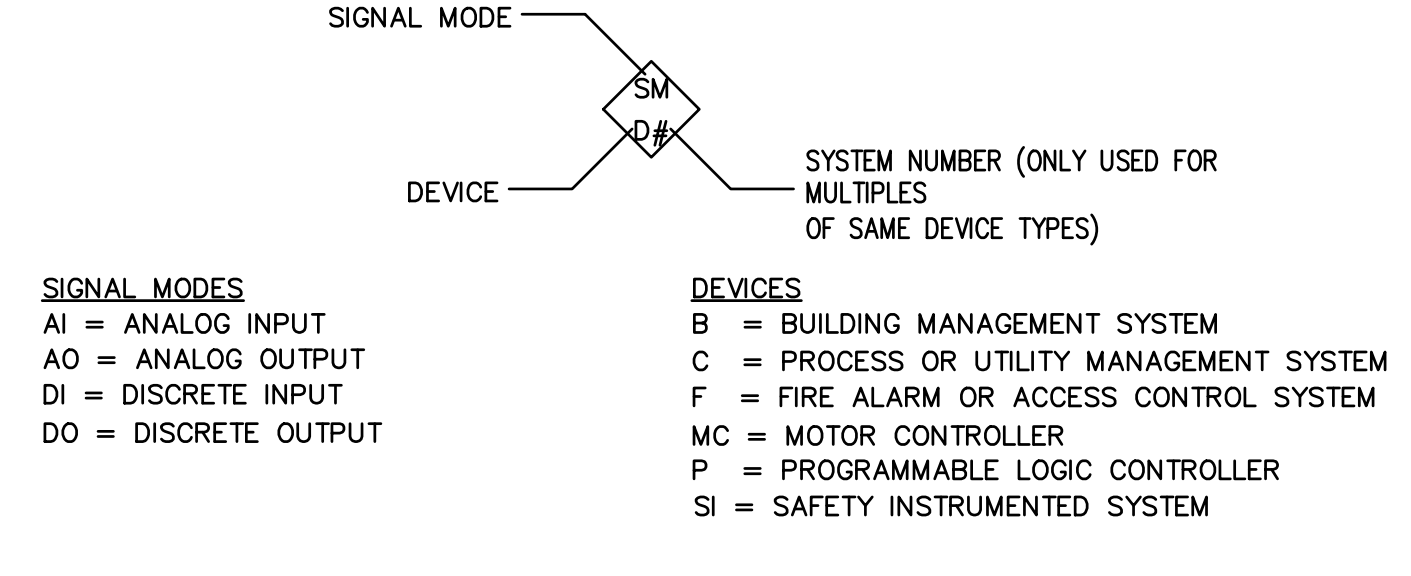 SIGNAL MODE
SM
D#
DEVICE
SYSTEM NUMBER (ONLY USED FOR
MULTIPLES
OF SAME DEVICE TYPES)
SIGNAL MODES
AI = ANALOG INPUT
AO = ANALOG OUTPUT
DI = DISCRETE INPUT
DO = DISCRETE OUTPUT
DEVICES
B = BUILDING MANAGEMENT SYSTEM
C = PROCESS OR UTILITY MANAGEMENT SYSTEM
F = FIRE ALARM OR ACCESS CONTROL SYSTEM
MC = MOTOR CONTROLLER
P = PROGRAMMABLE LOGIC CONTROLLER
SI = SAFETY INSTRUMENTED SYSTEM